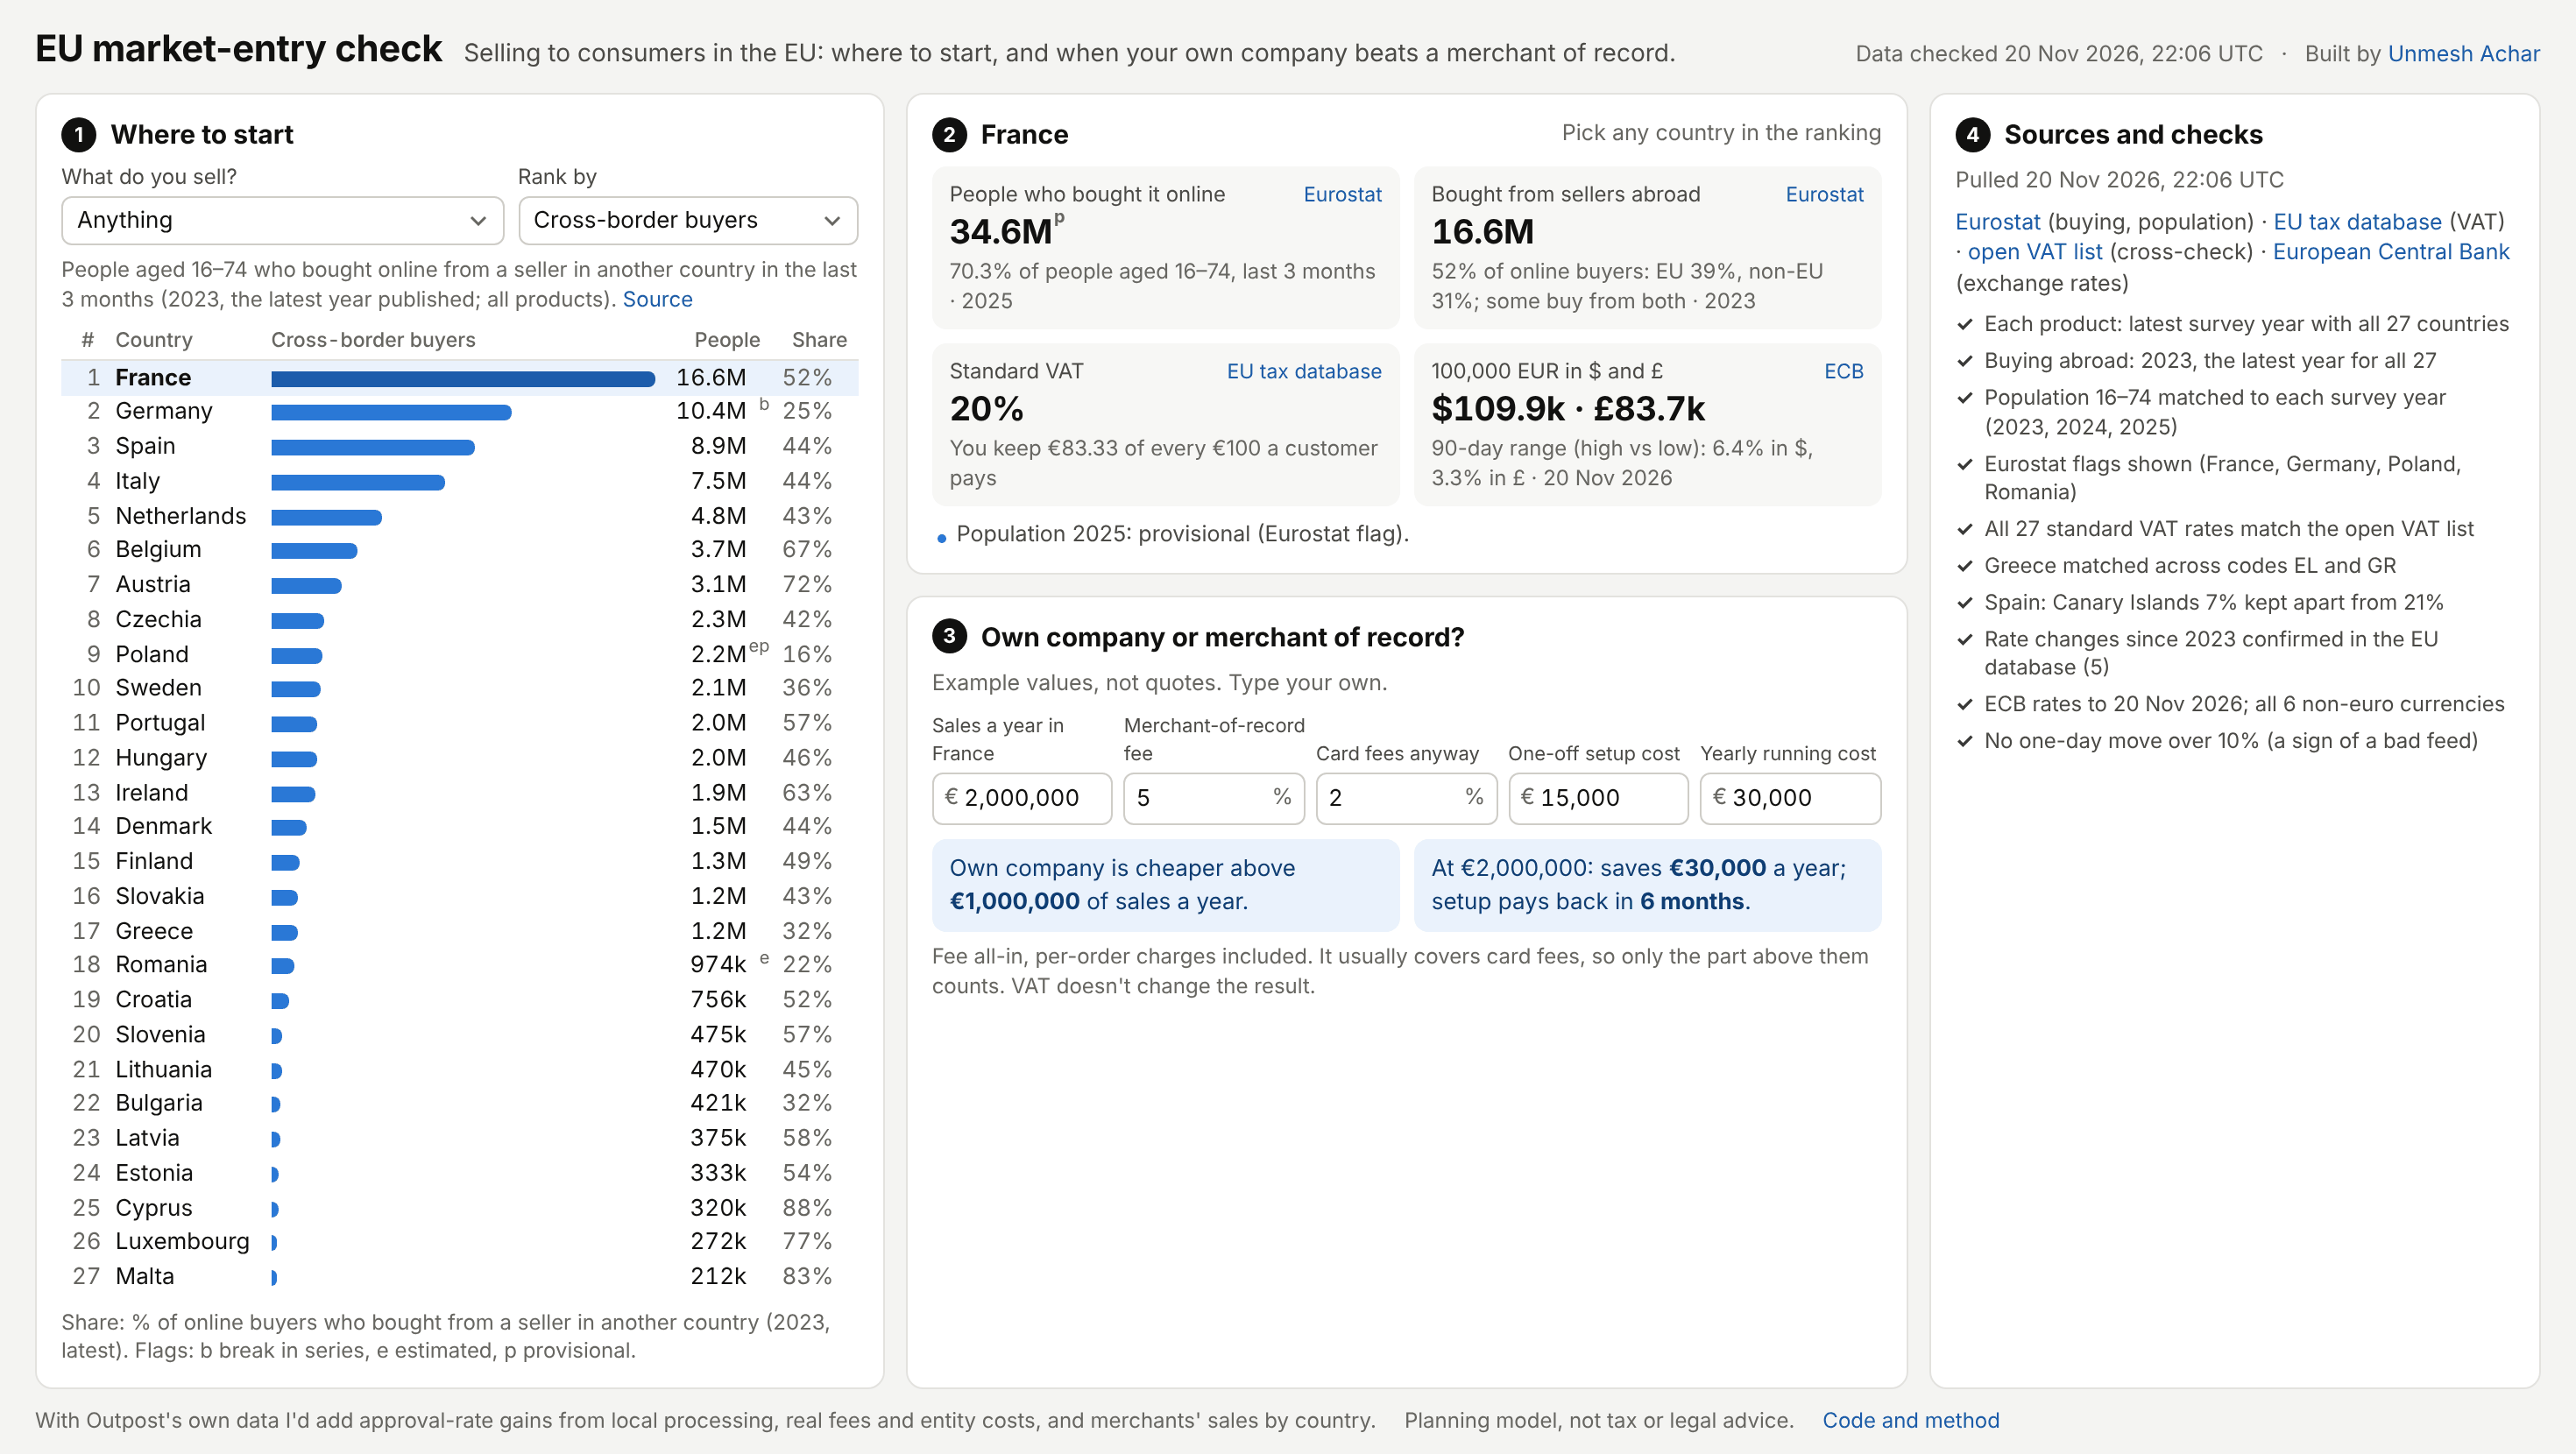 EU market-entry check Selling to consumers in the EU: where to start, and when your own company beats a merchant of record. Data checked 20 Nov 2026, 22:06 UTC · Built by Unmesh Achar
1 Where to start
What do you sell? Rank by
Anything Cross-border buyers
People aged 16–74 who bought online from a seller in another country in the last
3 months (2023, the latest year published; all products). Source
# Country Cross-border buyers People Share
1 France 16.6M 52%
2 Germany 10.4M b 25%
3 Spain 8.9M 44%
4 Italy 7.5M 44%
5 Netherlands 4.8M 43%
6 Belgium 3.7M 67%
7 Austria 3.1M 72%
8 Czechia 2.3M 42%
9 Poland 2.2M ep 16%
10 Sweden 2.1M 36%
11 Portugal 2.0M 57%
12 Hungary 2.0M 46%
13 Ireland 1.9M 63%
14 Denmark 1.5M 44%
15 Finland 1.3M 49%
16 Slovakia 1.2M 43%
17 Greece 1.2M 32%
18 Romania 974k e 22%
19 Croatia 756k 52%
20 Slovenia 475k 57%
21 Lithuania 470k 45%
22 Bulgaria 421k 32%
23 Latvia 375k 58%
24 Estonia 333k 54%
25 Cyprus 320k 88%
26 Luxembourg 272k 77%
27 Malta 212k 83%
Share: % of online buyers who bought from a seller in another country (2023,
latest). Flags: b break in series, e estimated, p provisional.
2 France Pick any country in the ranking
People who bought it online Eurostat
34.6M p
70.3% of people aged 16–74, last 3 months
· 2025
Bought from sellers abroad Eurostat
16.6M
52% of online buyers: EU 39%, non-EU
31%; some buy from both · 2023
Standard VAT EU tax database
20%
You keep €83.33 of every €100 a customer
pays
100,000 EUR in $ and £ ECB
$109.9k · £83.7k
90-day range (high vs low): 6.4% in $,
3.3% in £ · 20 Nov 2026
• Population 2025: provisional (Eurostat flag).
3 Own company or merchant of record?
Example values, not quotes. Type your own.
Sales a year in
France
€ 2,000,000
Merchant-of-record
fee
5 %
Card fees anyway
2 %
One-off setup cost
€ 15,000
Yearly running cost
€ 30,000
Own company is cheaper above
€1,000,000 of sales a year.
At €2,000,000: saves €30,000 a year;
setup pays back in 6 months.
Fee all-in, per-order charges included. It usually covers card fees, so only the part above them
counts. VAT doesn't change the result.
4 Sources and checks
Pulled 20 Nov 2026, 22:06 UTC
Eurostat (buying, population) · EU tax database (VAT)
· open VAT list (cross-check) · European Central Bank
(exchange rates)
✓ Each product: latest survey year with all 27 countries
✓ Buying abroad: 2023, the latest year for all 27
✓ Population 16–74 matched to each survey year
(2023, 2024, 2025)
✓ Eurostat flags shown (France, Germany, Poland,
Romania)
✓ All 27 standard VAT rates match the open VAT list
✓ Greece matched across codes EL and GR
✓ Spain: Canary Islands 7% kept apart from 21%
✓ Rate changes since 2023 confirmed in the EU
database (5)
✓ ECB rates to 20 Nov 2026; all 6 non-euro currencies
✓ No one-day move over 10% (a sign of a bad feed)
With Outpost's own data I'd add approval-rate gains from local processing, real fees and entity costs, and merchants' sales by country. Planning model, not tax or legal advice. Code and method